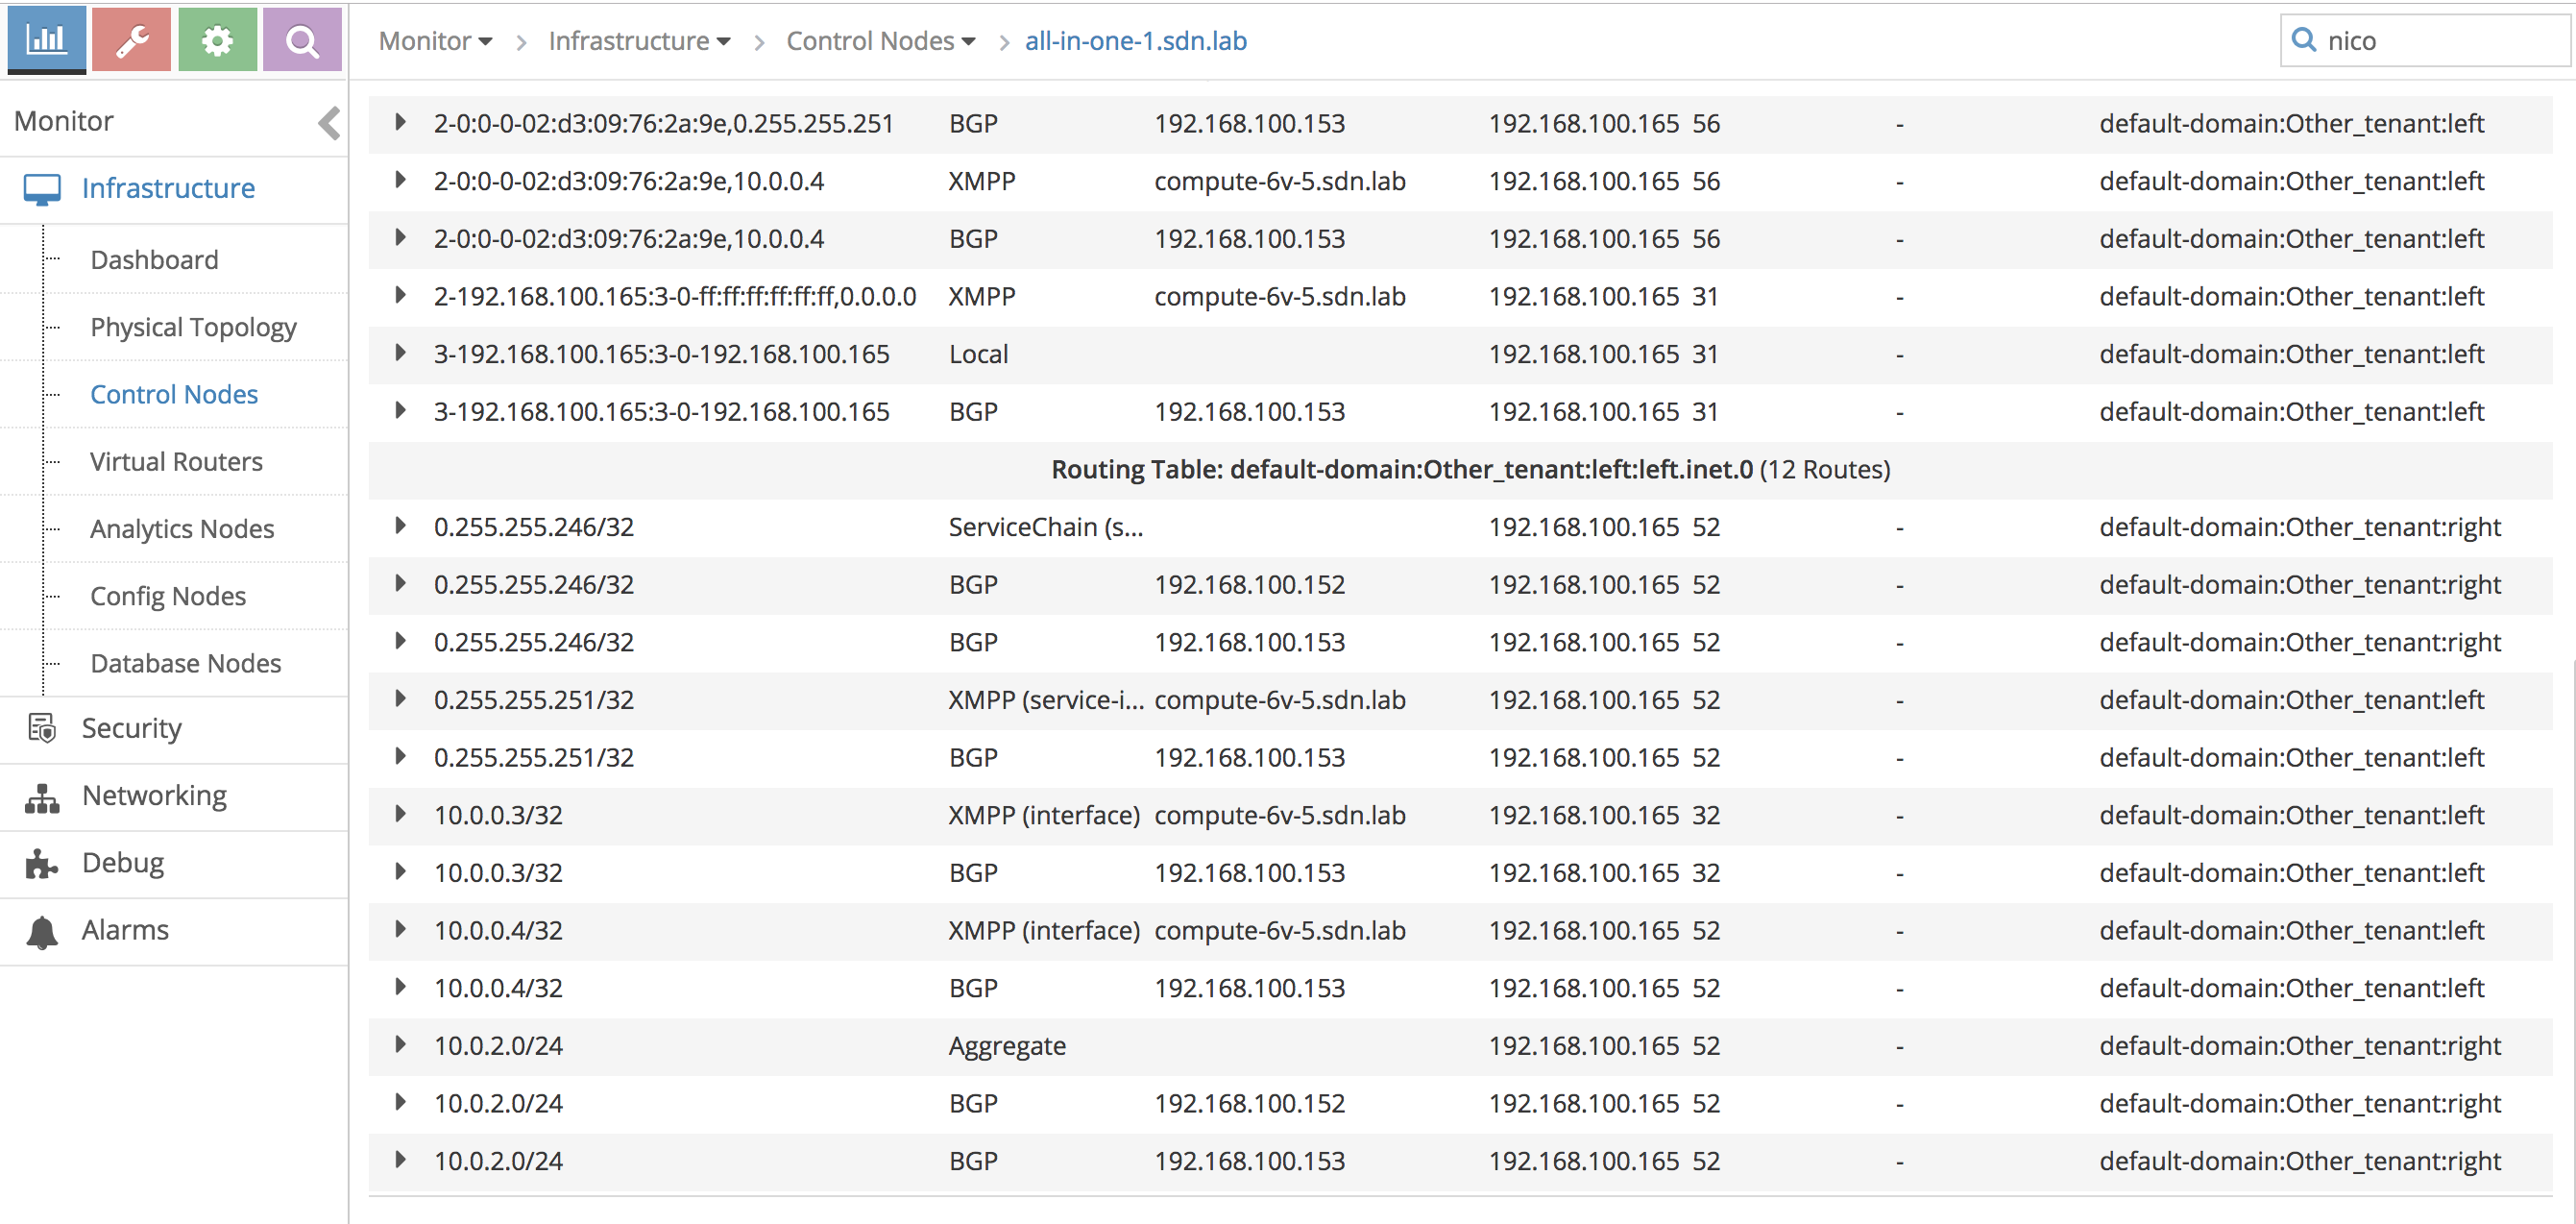 Monitor > Infrastructure > Control Nodes > all-in-one-1.sdn.lab
nico
Monitor
Infrastructure
Dashboard
Physical Topology
Control Nodes
Virtual Routers
Analytics Nodes
Config Nodes
Database Nodes
Security
Networking
Debug
Alarms
2-0:0-0-02:d3:09:76:2a:9e,0.255.255.251 BGP 192.168.100.153 192.168.100.165 56 - default-domain:Other_tenant:left
2-0:0-0-02:d3:09:76:2a:9e,10.0.0.4 XMPP compute-6v-5.sdn.lab 192.168.100.165 56 - default-domain:Other_tenant:left
2-0:0-0-02:d3:09:76:2a:9e,10.0.0.4 BGP 192.168.100.153 192.168.100.165 56 - default-domain:Other_tenant:left
2-192.168.100.165:3-0-ff:ff:ff:ff:ff:ff,0.0.0.0 XMPP compute-6v-5.sdn.lab 192.168.100.165 31 - default-domain:Other_tenant:left
3-192.168.100.165:3-0-192.168.100.165 Local 192.168.100.165 31 - default-domain:Other_tenant:left
3-192.168.100.165:3-0-192.168.100.165 BGP 192.168.100.153 192.168.100.165 31 - default-domain:Other_tenant:left
Routing Table: default-domain:Other_tenant:left:left.inet.0 (12 Routes)
0.255.255.246/32 ServiceChain (s... 192.168.100.165 52 - default-domain:Other_tenant:right
0.255.255.246/32 BGP 192.168.100.152 192.168.100.165 52 - default-domain:Other_tenant:right
0.255.255.246/32 BGP 192.168.100.153 192.168.100.165 52 - default-domain:Other_tenant:right
0.255.255.251/32 XMPP (service-i... compute-6v-5.sdn.lab 192.168.100.165 52 - default-domain:Other_tenant:left
0.255.255.251/32 BGP 192.168.100.153 192.168.100.165 52 - default-domain:Other_tenant:left
10.0.0.3/32 XMPP (interface) compute-6v-5.sdn.lab 192.168.100.165 32 - default-domain:Other_tenant:left
10.0.0.3/32 BGP 192.168.100.153 192.168.100.165 32 - default-domain:Other_tenant:left
10.0.0.4/32 XMPP (interface) compute-6v-5.sdn.lab 192.168.100.165 52 - default-domain:Other_tenant:left
10.0.0.4/32 BGP 192.168.100.153 192.168.100.165 52 - default-domain:Other_tenant:left
10.0.2.0/24 Aggregate 192.168.100.165 52 - default-domain:Other_tenant:right
10.0.2.0/24 BGP 192.168.100.152 192.168.100.165 52 - default-domain:Other_tenant:right
10.0.2.0/24 BGP 192.168.100.153 192.168.100.165 52 - default-domain:Other_tenant:right